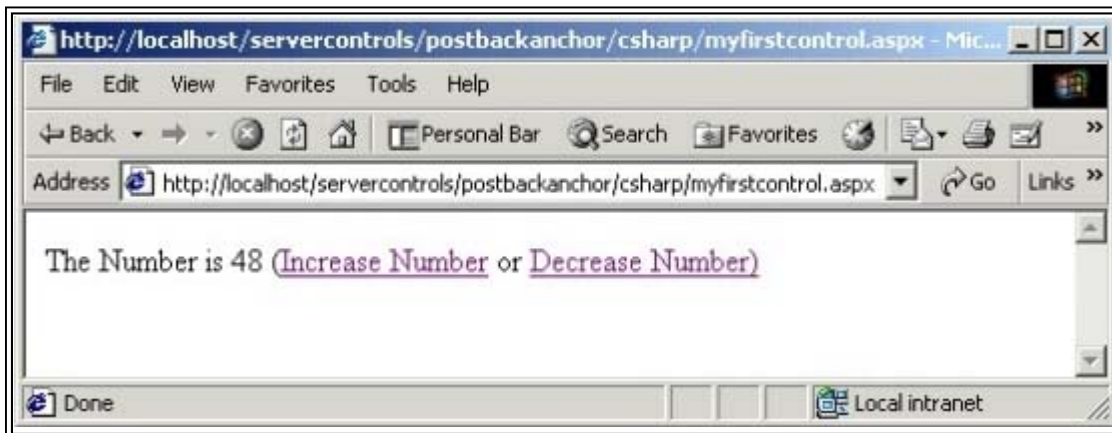 http://localhost/servercontrols/postbackanchor/csharp/myfirstcontrol.aspx - Mic...
File Edit View Favorites Tools Help
Back Personal Bar Search Favorites »
Address http://localhost/servercontrols/postbackanchor/csharp/myfirstcontrol.aspx Go Links »
The Number is 48 (Increase Number or Decrease Number)
Done Local intranet